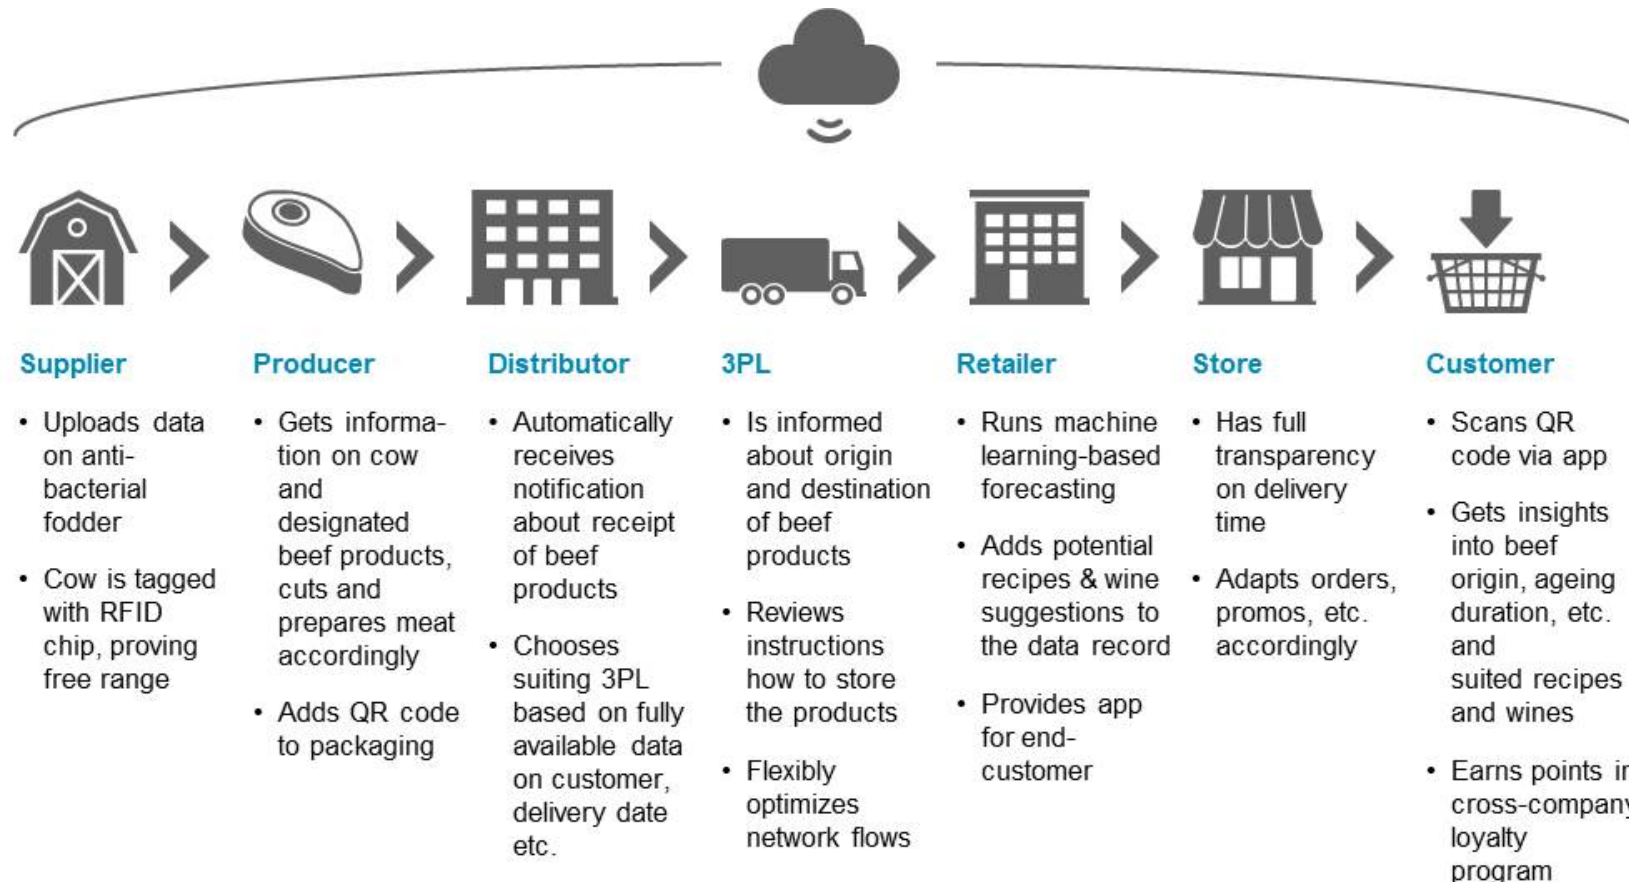 Supplier
• Uploads data
on anti-
bacterial
fodder
• Cow is tagged
with RFID
chip, proving
free range
Producer
• Gets informa-
tion on cow
and
designated
beef products,
cuts and
prepares meat
accordingly
• Adds QR code
to packaging
Distributor
• Automatically
receives
notification
about receipt
of beef
products
• Chooses
suiting 3PL
based on fully
available data
on customer,
delivery date
etc.
3PL
• Is informed
about origin
and destination
of beef
products
• Reviews
instructions
how to store
the products
• Flexibly
optimizes
network flows
Retailer
• Runs machine
learning-based
forecasting
• Adds potential
recipes & wine
suggestions to
the data record
• Provides app
for end-
customer
Store
• Has full
transparency
on delivery
time
• Adapts orders,
promos, etc.
accordingly
Customer
• Scans QR
code via app
• Gets insights
into beef
origin, ageing
duration, etc.
and
suited recipes
and wines
• Earns points in
cross-company
loyalty
program